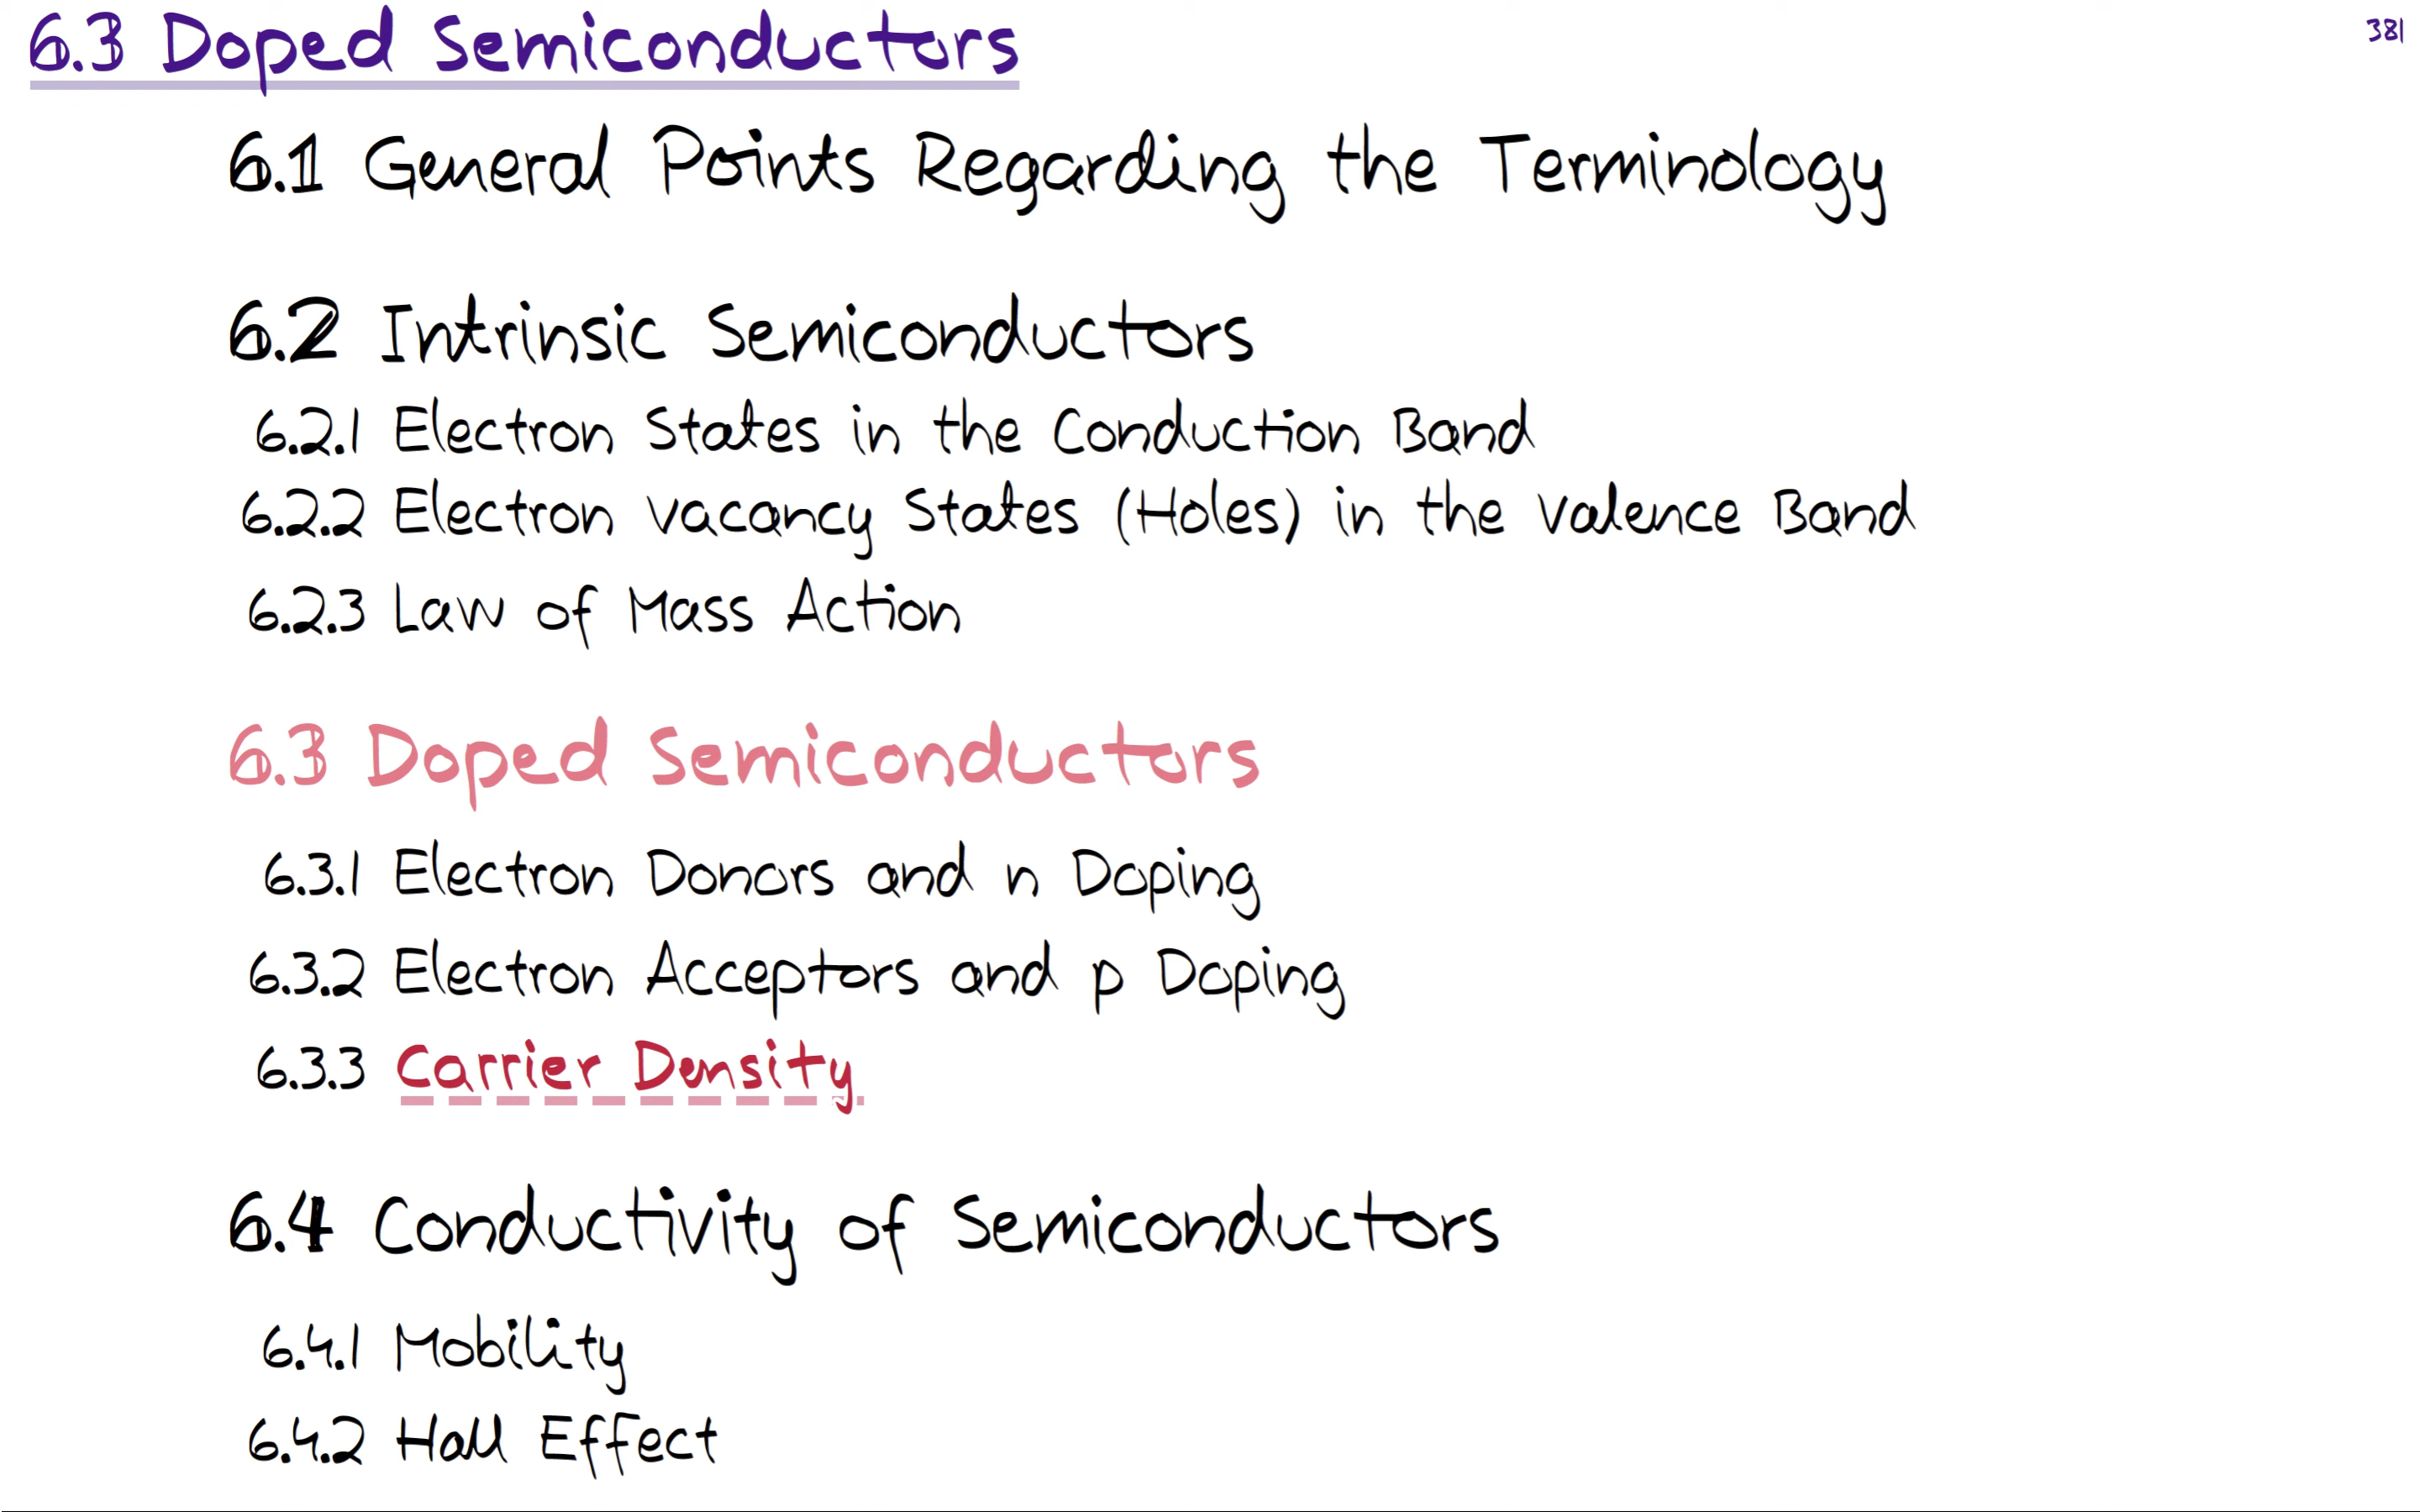 6.3 Doped Semiconductors
381
6.1 General Points Regarding the Terminology
6.2 Intrinsic Semiconductors
6.2.1 Electron States in the Conduction Band
6.2.2 Electron Vacancy States (Holes) in the Valence Band
6.2.3 Law of Mass Action
6.3 Doped Semiconductors
6.3.1 Electron Donors and n Doping
6.3.2 Electron Acceptors and p Doping
6.3.3 Carrier Density
6.4 Conductivity of Semiconductors
6.4.1 Mobility
6.4.2 Hall Effect